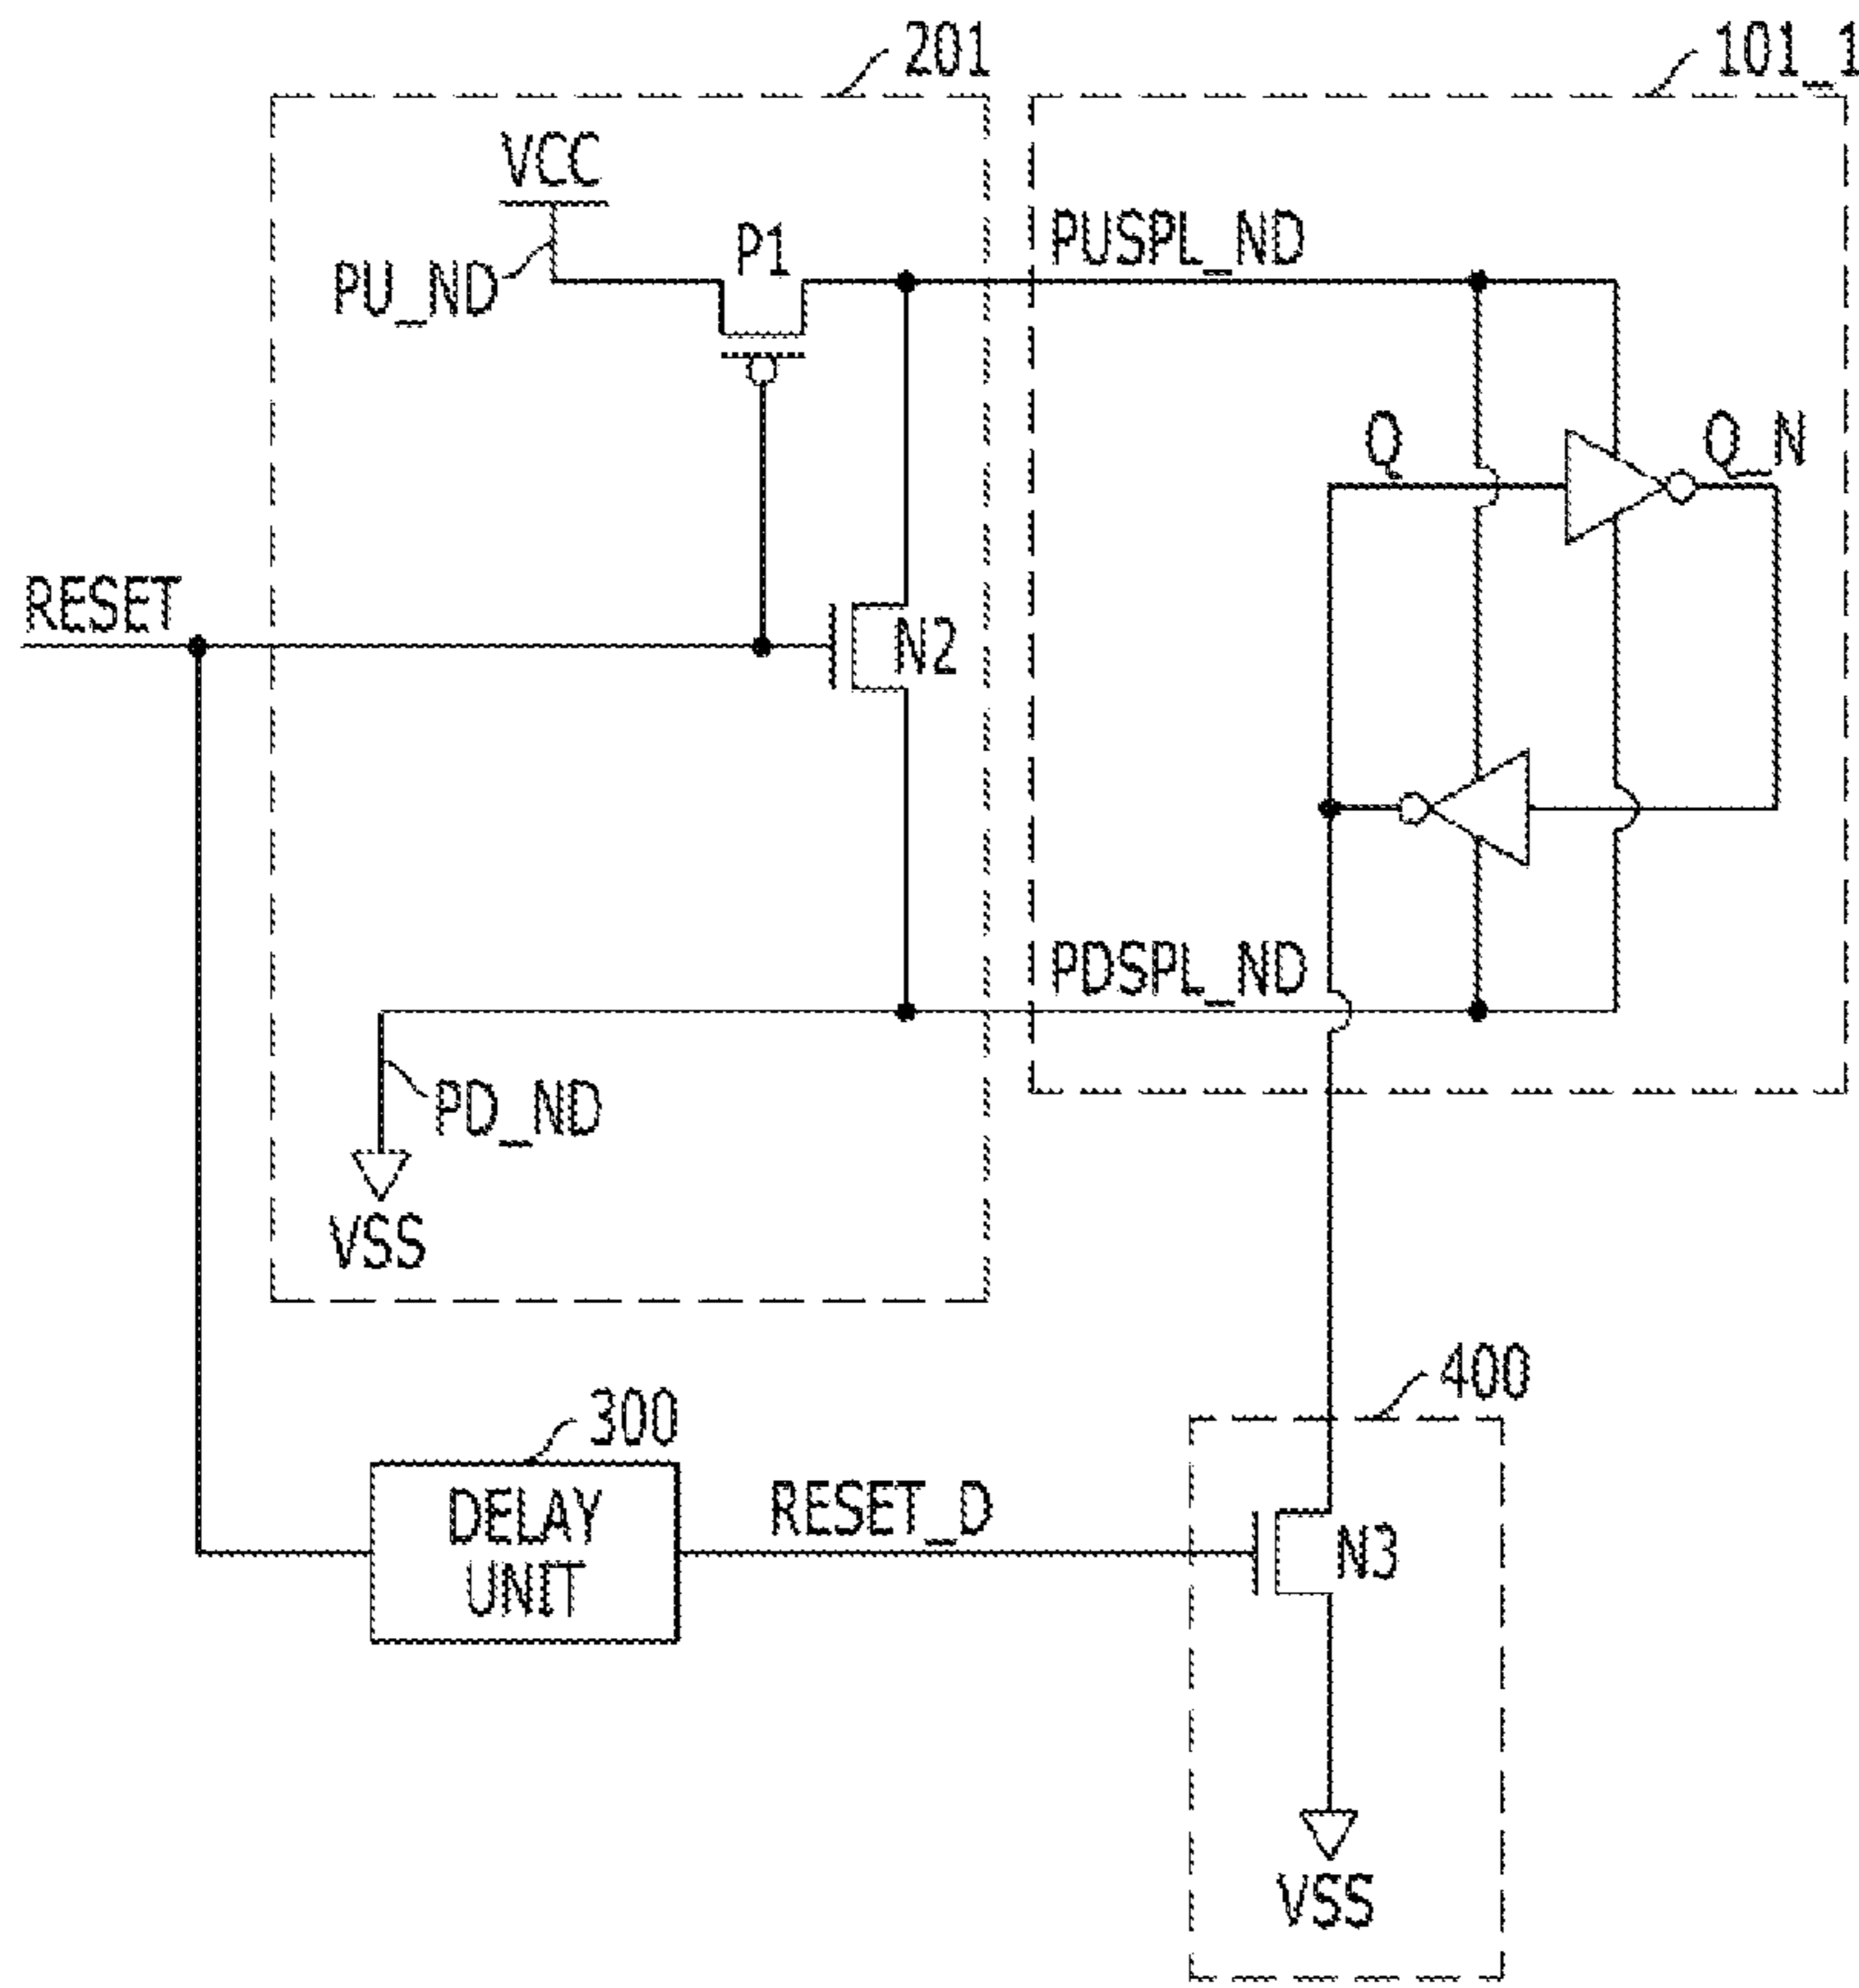 201
101_1
VCC
PU_ND
P1
PUSPL_ND
Q
Q_N
RESET
N2
PDSPL_ND
PD_ND
VSS
300
DELAY
UNIT
RESET_D
400
N3
VSS